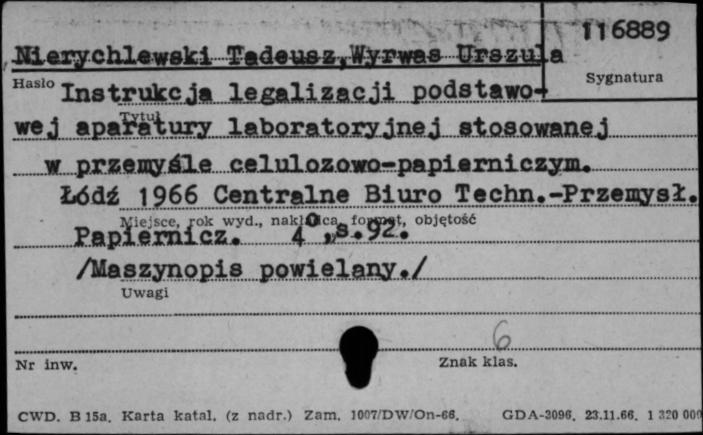 116889
Nierychlewski Tadeusz, Wyrwas Urszula
Hasło
Sygnatura
Instrukcja legalizacji podstawo-
Tytuł
wej aparatury laboratoryjnej stosowanej
w przemyśle celulozowo-papierniczym.
Łódź 1966 Centralne Biuro Techn.-Przemysł.
Miejsce, rok wyd., nakładca, format, objętość
Papiernicz. 4°, s.92.
/Maszynopis powielany./
Uwagi
6
Nr inw.
Znak klas.
CWD. B 15a. Karta katal. (z nadr.) Zam. 1007/DW/On-66. GDA-3096. 23.11.66. 1 320 000